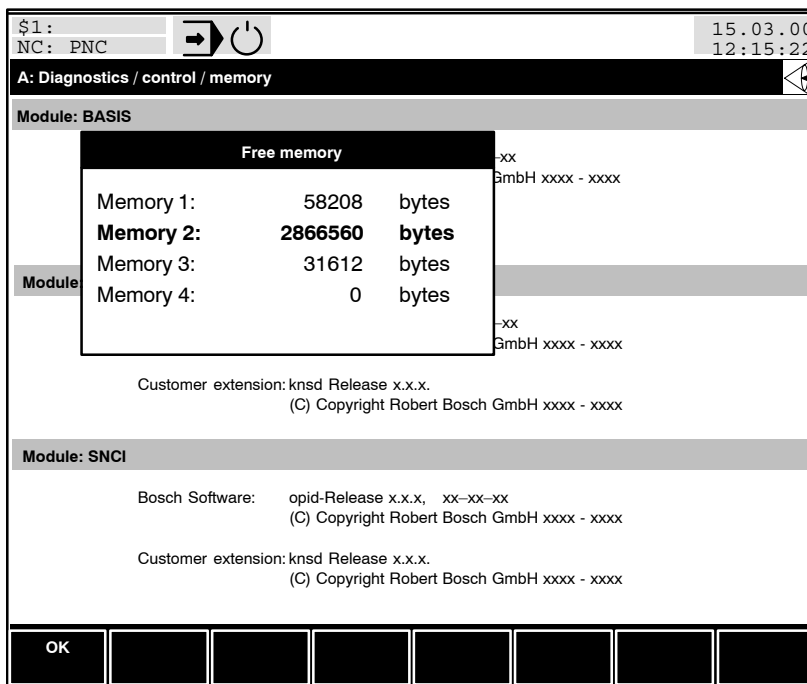 $1:
NC: PNC
15.03.00
12:15:22
A: Diagnostics / control / memory
Module: BASIS
Free memory
–xx
GmbH xxxx - xxxx
Memory 1: 58208 bytes
Memory 2: 2866560 bytes
Memory 3: 31612 bytes
Memory 4: 0 bytes
Module:
–xx
GmbH xxxx - xxxx
Customer extension: knsd Release x.x.x.
(C) Copyright Robert Bosch GmbH xxxx - xxxx
Module: SNCI
Bosch Software: opid-Release x.x.x, xx–xx–xx
(C) Copyright Robert Bosch GmbH xxxx - xxxx
Customer extension: knsd Release x.x.x.
(C) Copyright Robert Bosch GmbH xxxx - xxxx
OK